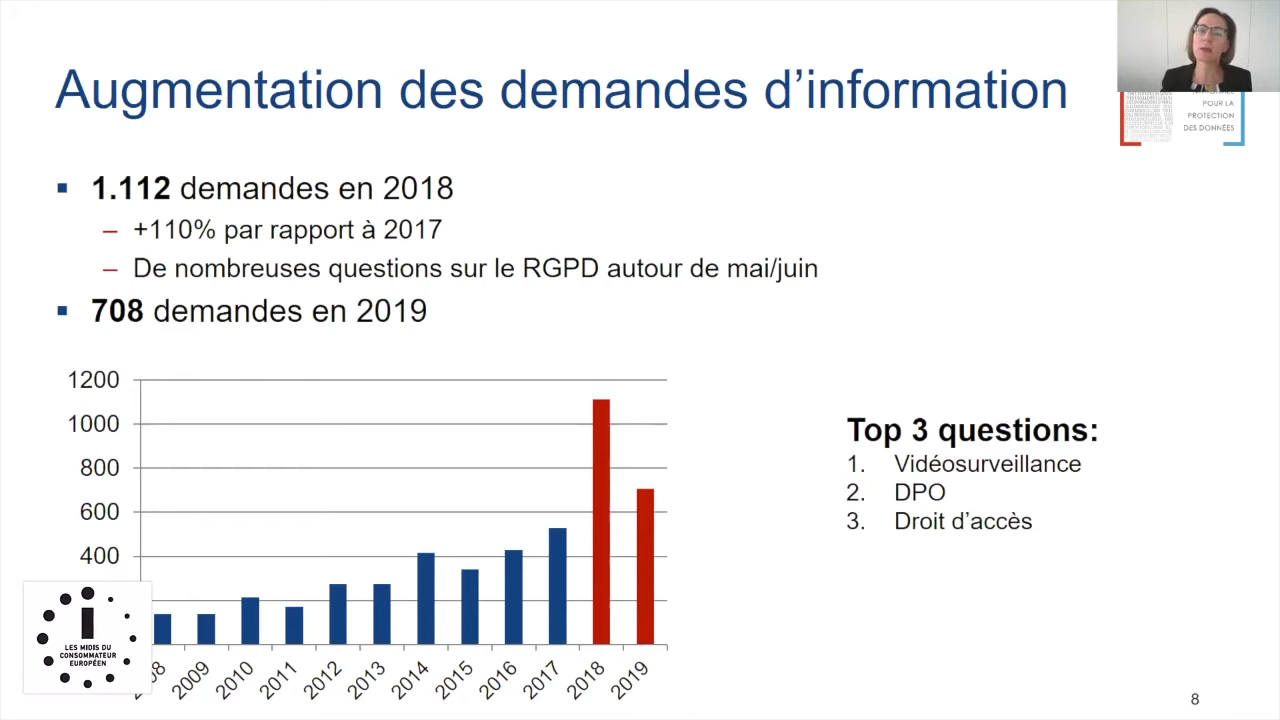 Augmentation des demandes d'information
POUR LA
PROTECTION
DES DONNÉES
▪ 1.112 demandes en 2018
– +110% par rapport à 2017
– De nombreuses questions sur le RGPD autour de mai/juin
▪ 708 demandes en 2019
1200
1000
800
600
400
2009 2010 2011 2012 2013 2014 2015 2016 2017 2018 2019
Top 3 questions:
1. Vidéosurveillance
2. DPO
3. Droit d'accès
LES MIDIS DU
CONSOMMATEUR
EUROPÉEN
8